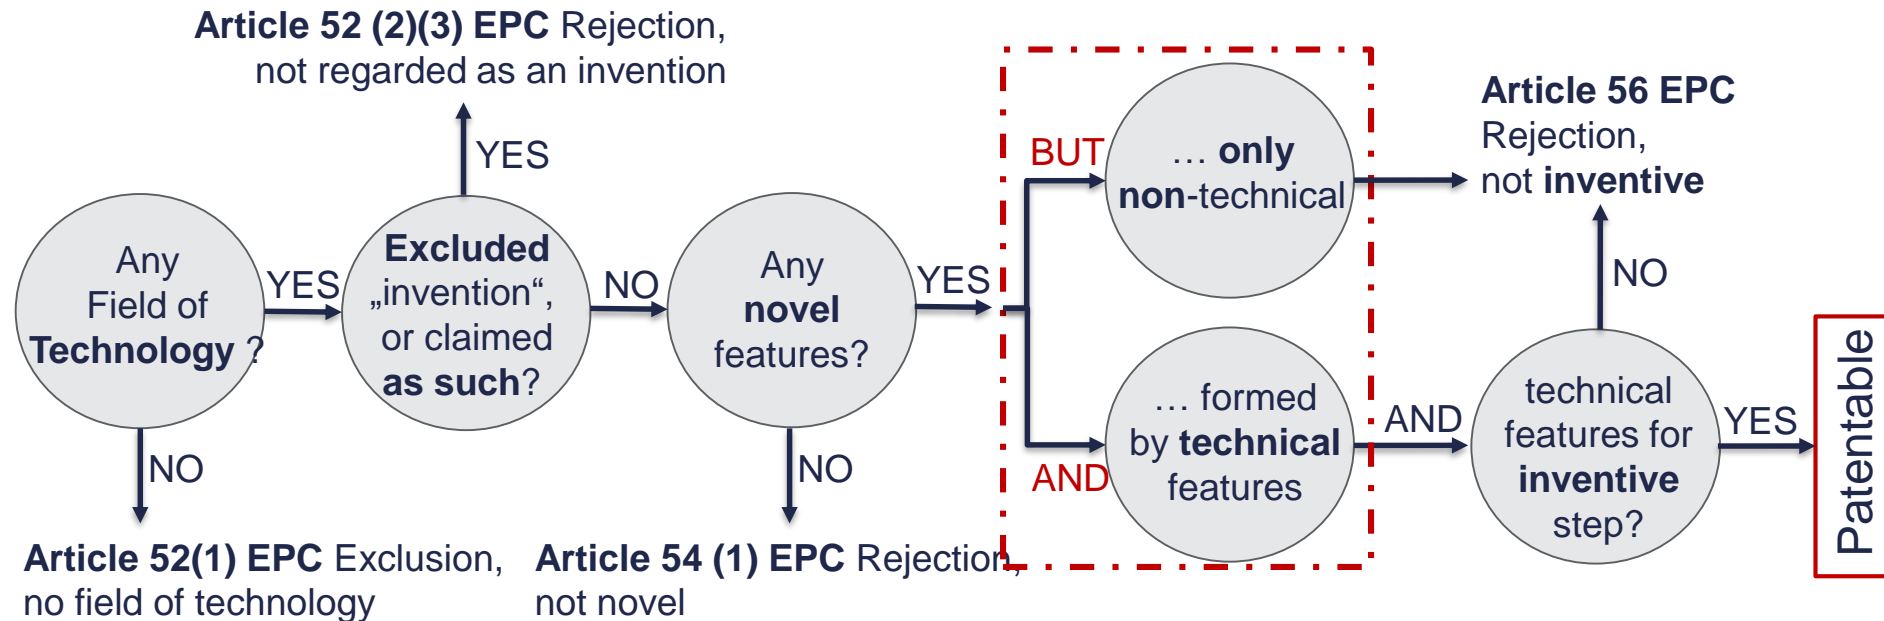 Article 52 (2)(3) EPC Rejection,
not regarded as an invention
YES
Any
Field of
Technology ?
YES
NO
Article 52(1) EPC Exclusion,
no field of technology
Excluded
„invention“,
or claimed
as such?
NO
Any
novel
features?
YES
NO
Article 54 (1) EPC Rejection,
not novel
BUT
… only
non-technical
AND
… formed
by technical
features
Article 56 EPC
Rejection,
not inventive
NO
AND
technical
features for
inventive
step?
YES
Patentable